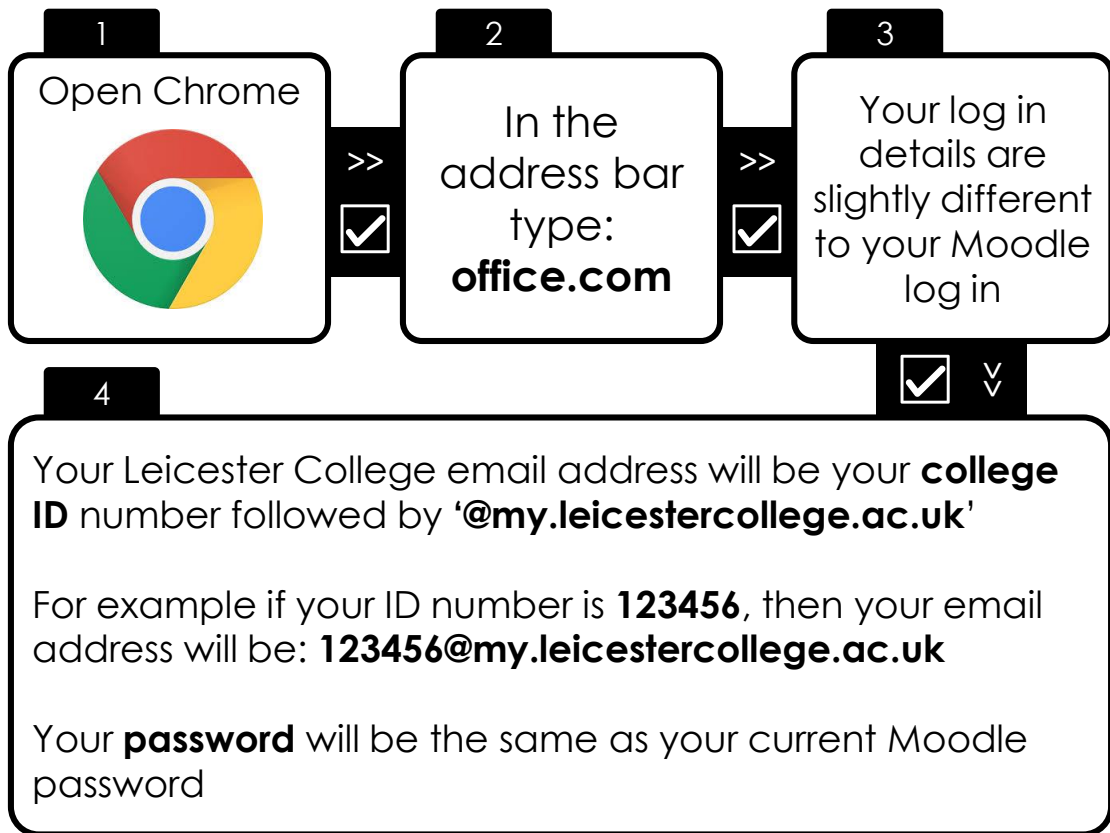 1
Open Chrome
>>
2
In the
address bar
type:
office.com
>>
3
Your log in
details are
slightly different
to your Moodle
log in
>>
4
Your Leicester College email address will be your college
ID number followed by ‘@my.leicestercollege.ac.uk’
For example if your ID number is 123456, then your email
address will be: 123456@my.leicestercollege.ac.uk
Your password will be the same as your current Moodle
password